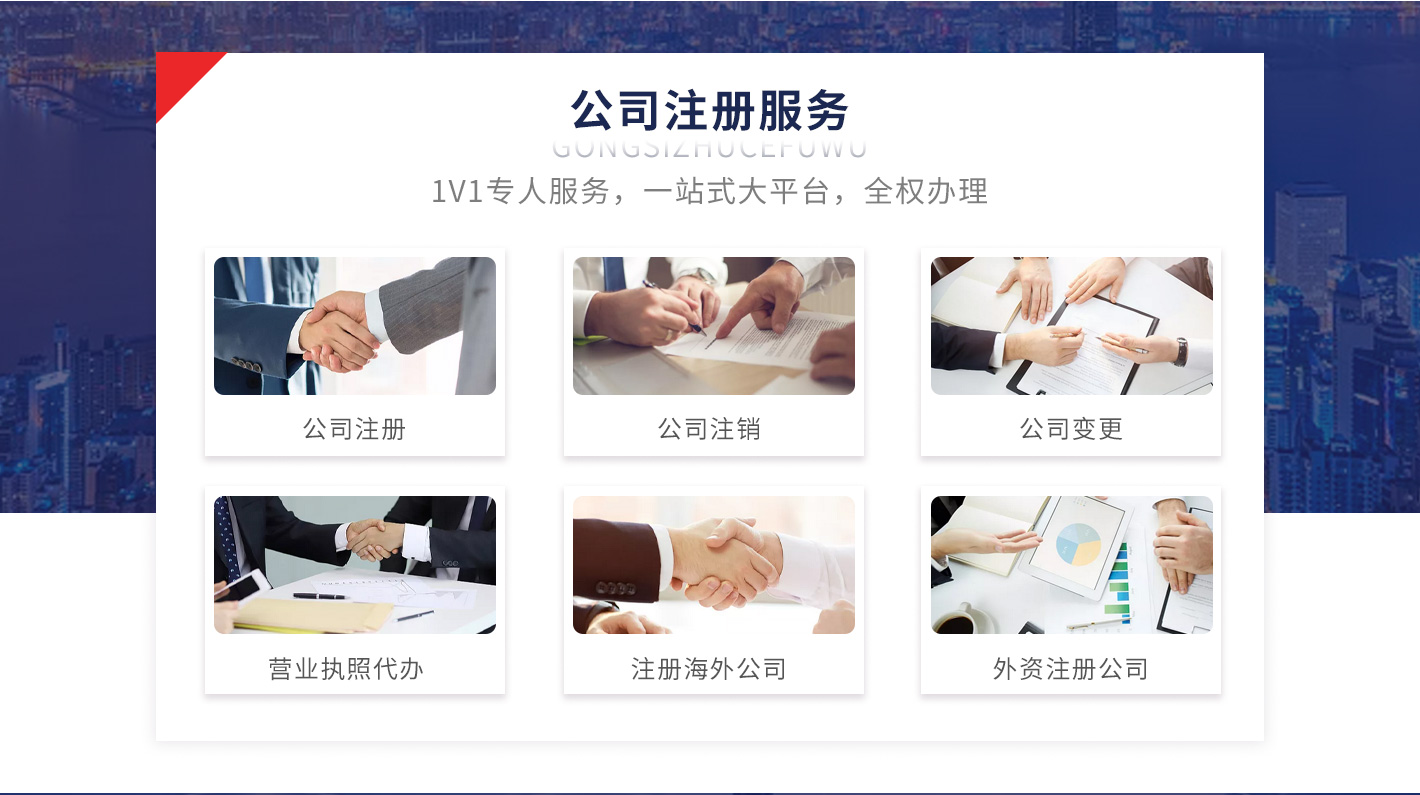 公司注册服务
GONGSIZHUCEFUWU
1V1专人服务，一站式大平台，全权办理
公司注册
公司注销
公司变更
营业执照代办
注册海外公司
外资注册公司